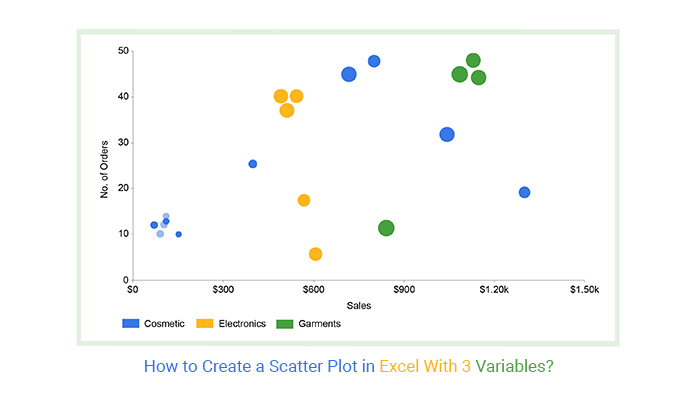 50
40
30
20
10
0
No. of Orders
$0 $300 $600 $900 $1.20k $1.50k
Sales
Cosmetic Electronics Garments
How to Create a Scatter Plot in Excel With 3 Variables?